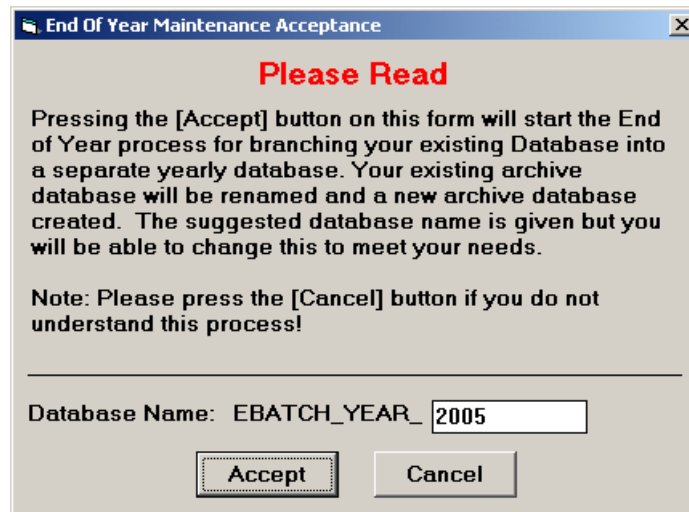 End Of Year Maintenance Acceptance
Please Read
Pressing the [Accept] button on this form will start the End
of Year process for branching your existing Database into
a separate yearly database. Your existing archive
database will be renamed and a new archive database
created.  The suggested database name is given but you
will be able to change this to meet your needs.
Note: Please press the [Cancel] button if you do not
understand this process!
Database Name:  EBATCH_YEAR_ 2005
Accept Cancel